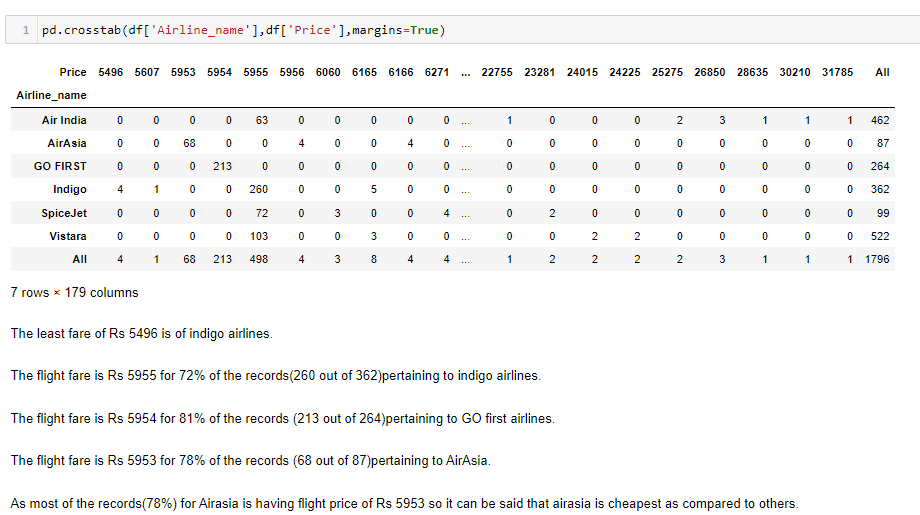 1 pd.crosstab(df['Airline_name'],df['Price'],margins=True)
Price 5496 5607 5953 5954 5955 5956 6060 6165 6166 6271 ... 22755 23281 24015 24225 25275 26850 28635 30210 31785 All
Airline_name
Air India 0 0 0 0 63 0 0 0 0 0 ... 1 0 0 0 2 3 1 1 1 462
AirAsia 0 0 68 0 0 4 0 0 4 0 ... 0 0 0 0 0 0 0 0 0 87
GO FIRST 0 0 0 213 0 0 0 0 0 0 ... 0 0 0 0 0 0 0 0 0 264
Indigo 4 1 0 0 260 0 0 5 0 0 ... 0 0 0 0 0 0 0 0 0 362
SpiceJet 0 0 0 0 72 0 3 0 0 4 ... 0 2 0 0 0 0 0 0 0 99
Vistara 0 0 0 0 103 0 0 3 0 0 ... 0 0 2 2 0 0 0 0 0 522
All 4 1 68 213 498 4 3 8 4 4 ... 1 2 2 2 2 3 1 1 1 1796
7 rows × 179 columns
The least fare of Rs 5496 is of indigo airlines.
The flight fare is Rs 5955 for 72% of the records(260 out of 362)pertaining to indigo airlines.
The flight fare is Rs 5954 for 81% of the records (213 out of 264)pertaining to GO first airlines.
The flight fare is Rs 5953 for 78% of the records (68 out of 87)pertaining to AirAsia.
As most of the records(78%) for Airasia is having flight price of Rs 5953 so it can be said that airasia is cheapest as compared to others.